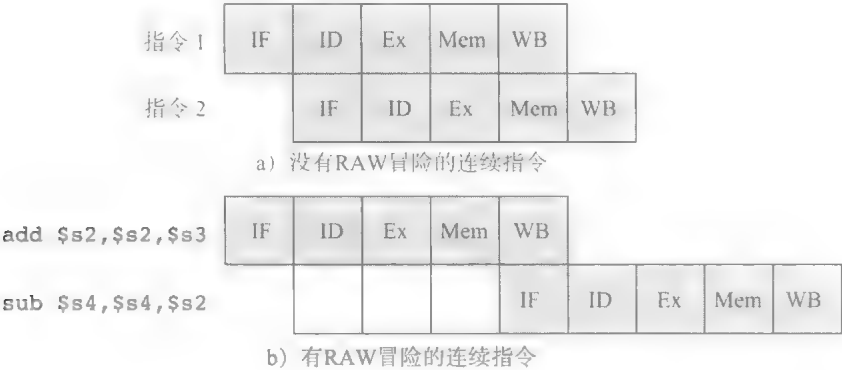 指令 1 IF ID Ex Mem WB
指令 2 IF ID Ex Mem WB
a）没有RAW冒险的连续指令
add $s2,$s2,$s3 IF ID Ex Mem WB
sub $s4,$s4,$s2 IF ID Ex Mem WB
b）有RAW冒险的连续指令